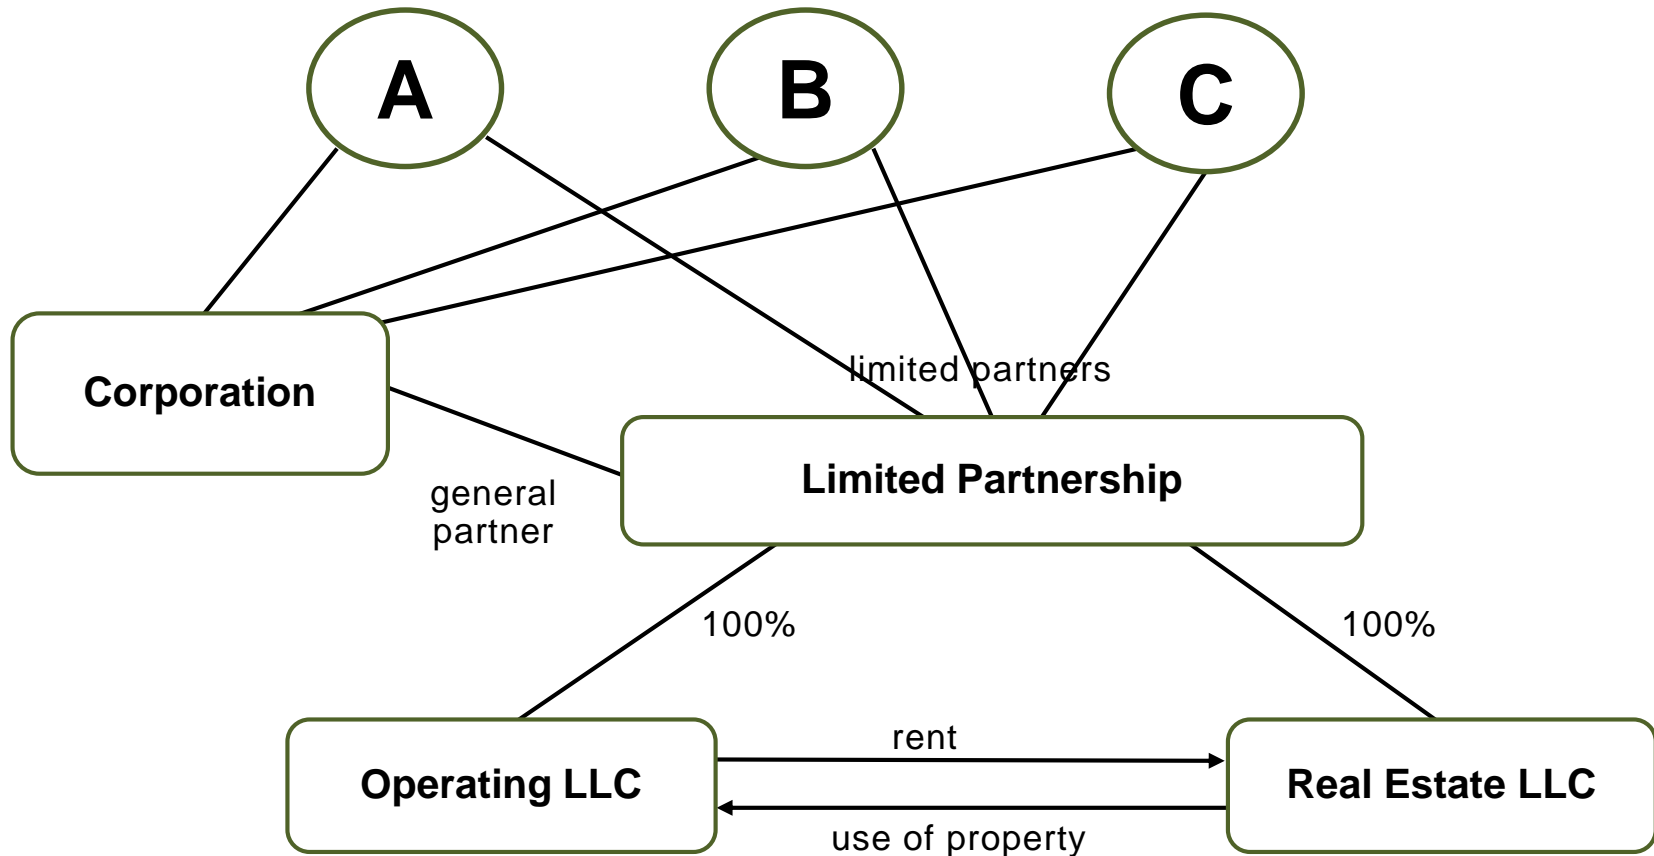 A
B
C
Corporation
limited partners
Limited Partnership
general
partner
100%
100%
rent
Operating LLC
Real Estate LLC
use of property